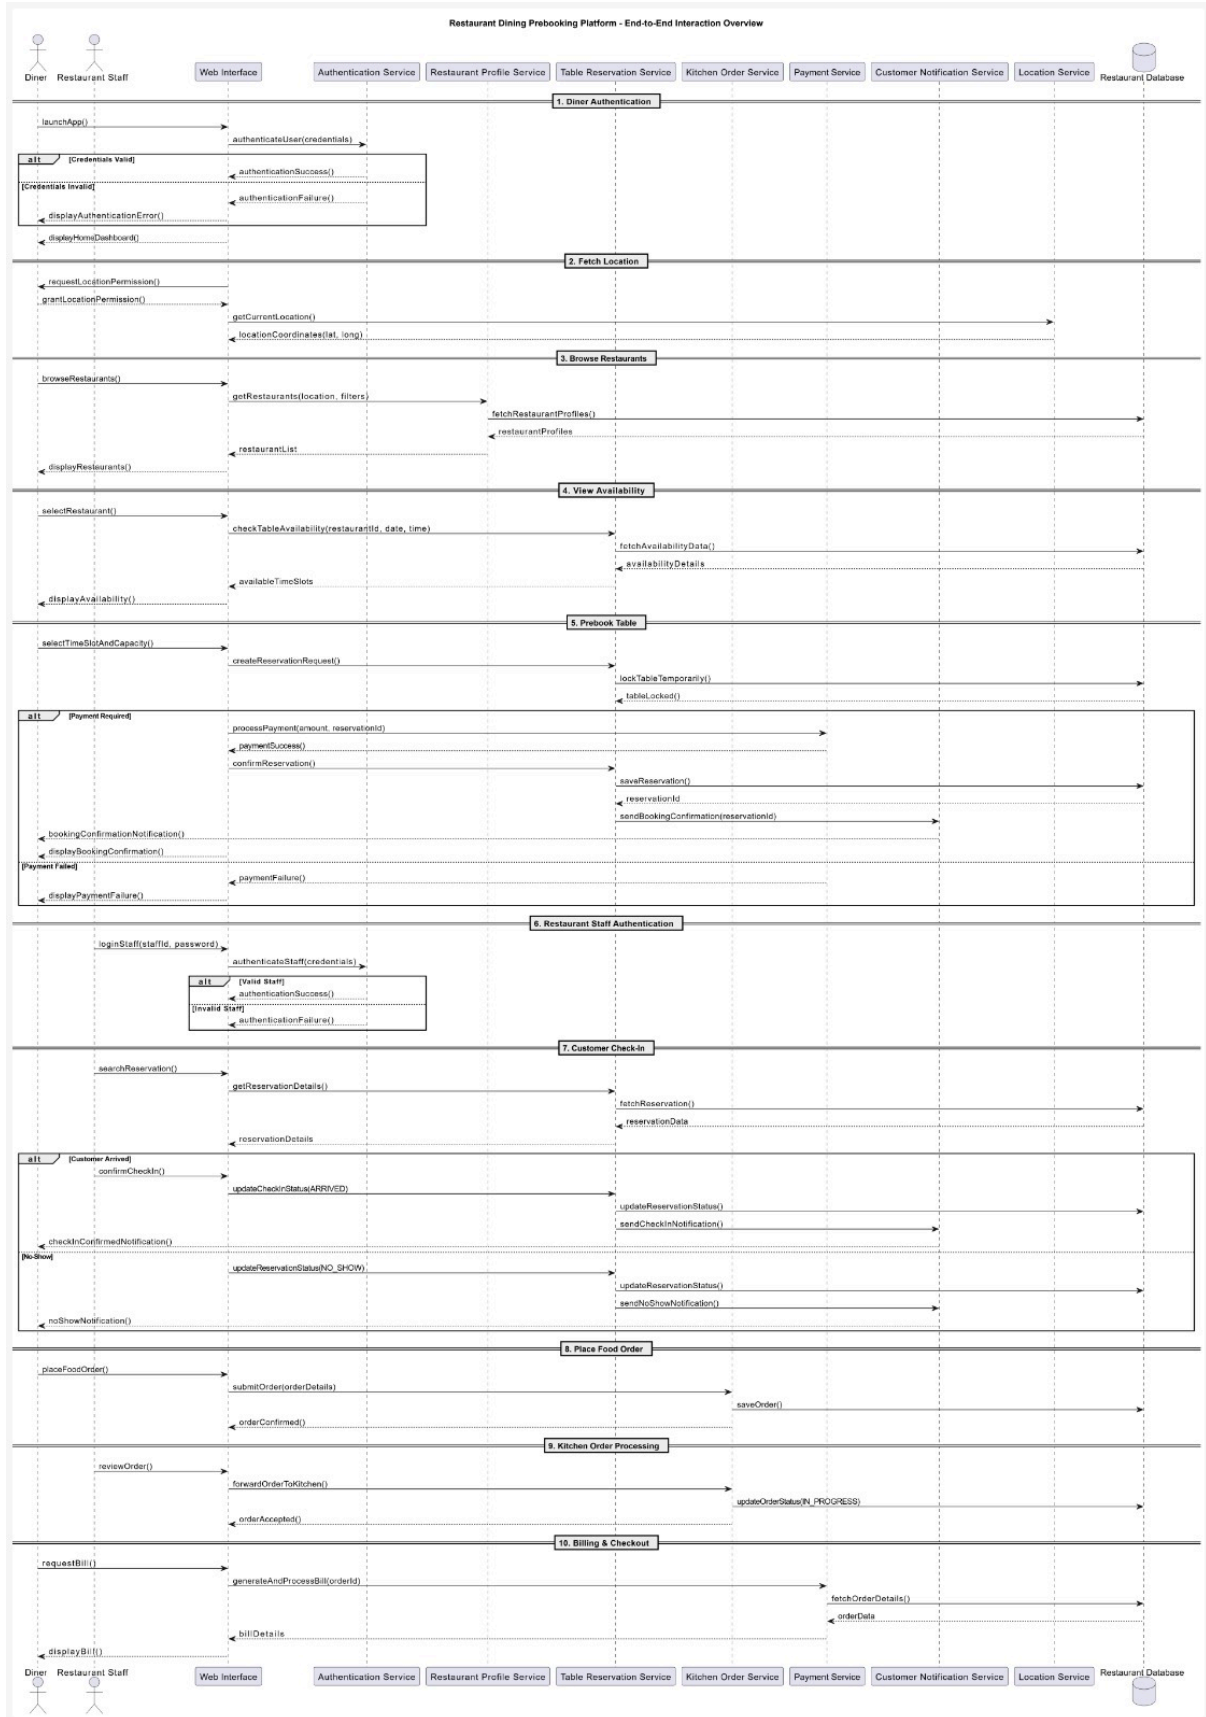 Restaurant Dining Prebooking Platform - End-to-End Interaction Overview
Diner
Restaurant Staff
Web Interface
Authentication Service
Restaurant Profile Service
Table Reservation Service
Kitchen Order Service
Payment Service
Customer Notification Service
Location Service
Restaurant Database
1. Diner Authentication
launchApp()
authenticateUser(credentials)
alt
[Credentials Valid]
authenticationSuccess()
[Credentials Invalid]
authenticationFailure()
displayAuthenticationError()
displayHomeDashboard()
2. Fetch Location
requestLocationPermission()
grantLocationPermission()
getCurrentLocation()
locationCoordinates(lat, long)
3. Browse Restaurants
browseRestaurants()
getRestaurants(location, filters)
fetchRestaurantProfiles()
restaurantProfiles
restaurantList
displayRestaurants()
4. View Availability
selectRestaurant()
checkTableAvailability(restaurantId, date, time)
fetchAvailabilityData()
availabilityDetails
availableTimeSlots
displayAvailability()
5. Prebook Table
selectTimeSlotAndCapacity()
createReservationRequest()
lockTableTemporarily()
tableLocked()
alt
[Payment Required]
processPayment(amount, reservationId)
paymentSuccess()
confirmReservation()
saveReservation()
reservationId
sendBookingConfirmation(reservationId)
bookingConfirmationNotification()
displayBookingConfirmation()
[Payment Failed]
paymentFailure()
displayPaymentFailure()
6. Restaurant Staff Authentication
loginStaff(staffId, password)
authenticateStaff(credentials)
alt
[Valid Staff]
authenticationSuccess()
[Invalid Staff]
authenticationFailure()
7. Customer Check-In
searchReservation()
getReservationDetails()
fetchReservation()
reservationData
reservationDetails
alt
[Customer Arrived]
confirmCheckIn()
updateCheckInStatus(ARRIVED)
updateReservationStatus()
sendCheckInNotification()
checkInConfirmedNotification()
[No-Show]
updateReservationStatus(NO_SHOW)
updateReservationStatus()
sendNoShowNotification()
noShowNotification()
8. Place Food Order
placeFoodOrder()
submitOrder(orderDetails)
saveOrder()
orderConfirmed()
9. Kitchen Order Processing
reviewOrder()
forwardOrderToKitchen()
updateOrderStatus(IN_PROGRESS)
orderAccepted()
10. Billing & Checkout
requestBill()
generateAndProcessBill(orderId)
fetchOrderDetails()
orderData
billDetails
displayBill()
Diner
Restaurant Staff
Web Interface
Authentication Service
Restaurant Profile Service
Table Reservation Service
Kitchen Order Service
Payment Service
Customer Notification Service
Location Service
Restaurant Database